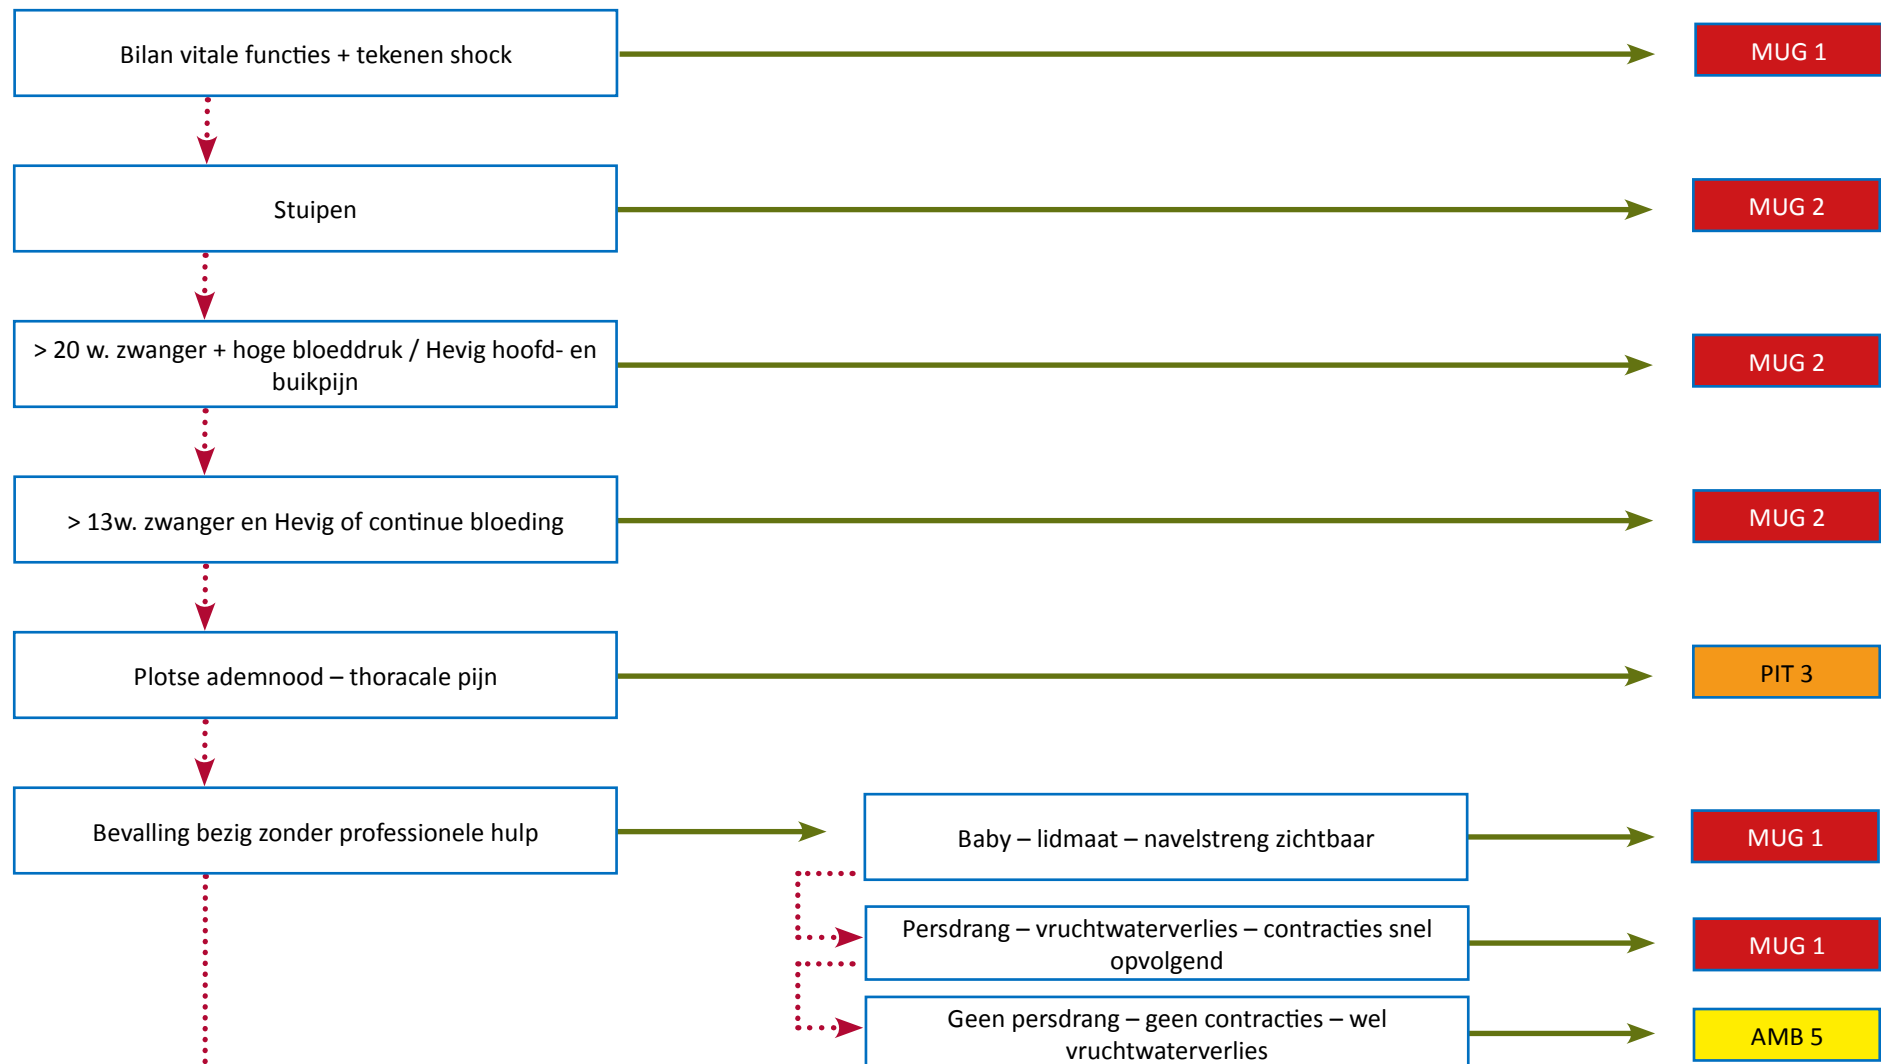 Bilan vitale functies + tekenen shock
MUG 1
Stuipen
MUG 2
> 20 w. zwanger + hoge bloeddruk / Hevig hoofd- en
buikpijn
MUG 2
> 13w. zwanger en Hevig of continue bloeding
MUG 2
Plotse ademnood – thoracale pijn
PIT 3
Bevalling bezig zonder professionele hulp
Baby – lidmaat – navelstreng zichtbaar
MUG 1
Persdrang – vruchtwaterverlies – contracties snel
opvolgend
MUG 1
Geen persdrang – geen contracties – wel
vruchtwaterverlies
AMB 5